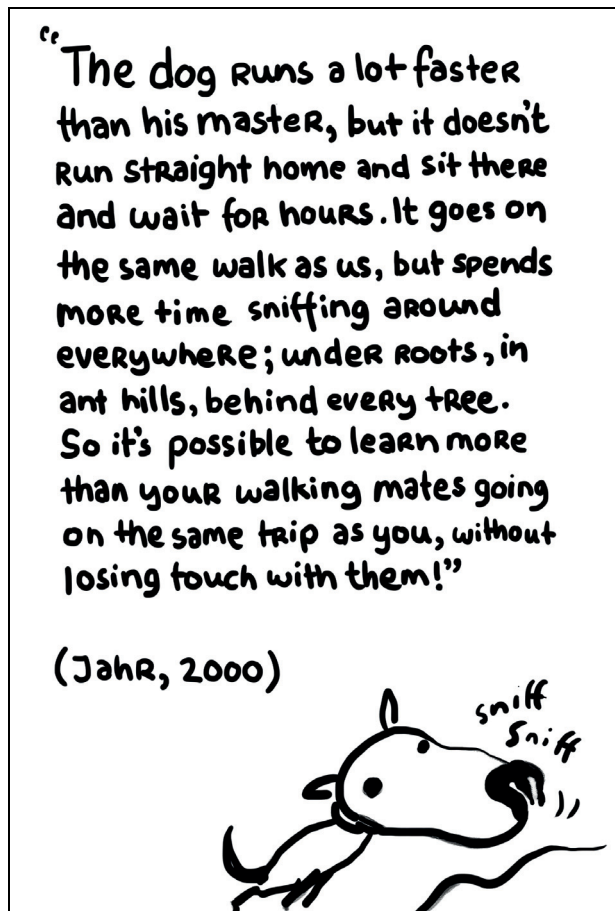 "The dog runs a lot faster
than his master, but it doesn't
run straight home and sit there
and wait for hours. It goes on
the same walk as us, but spends
more time sniffing around
everywhere; under roots, in
ant hills, behind every tree.
So it's possible to learn more
than your walking mates going
on the same trip as you, without
losing touch with them!"
(Jahr, 2000)
sniff
sniff